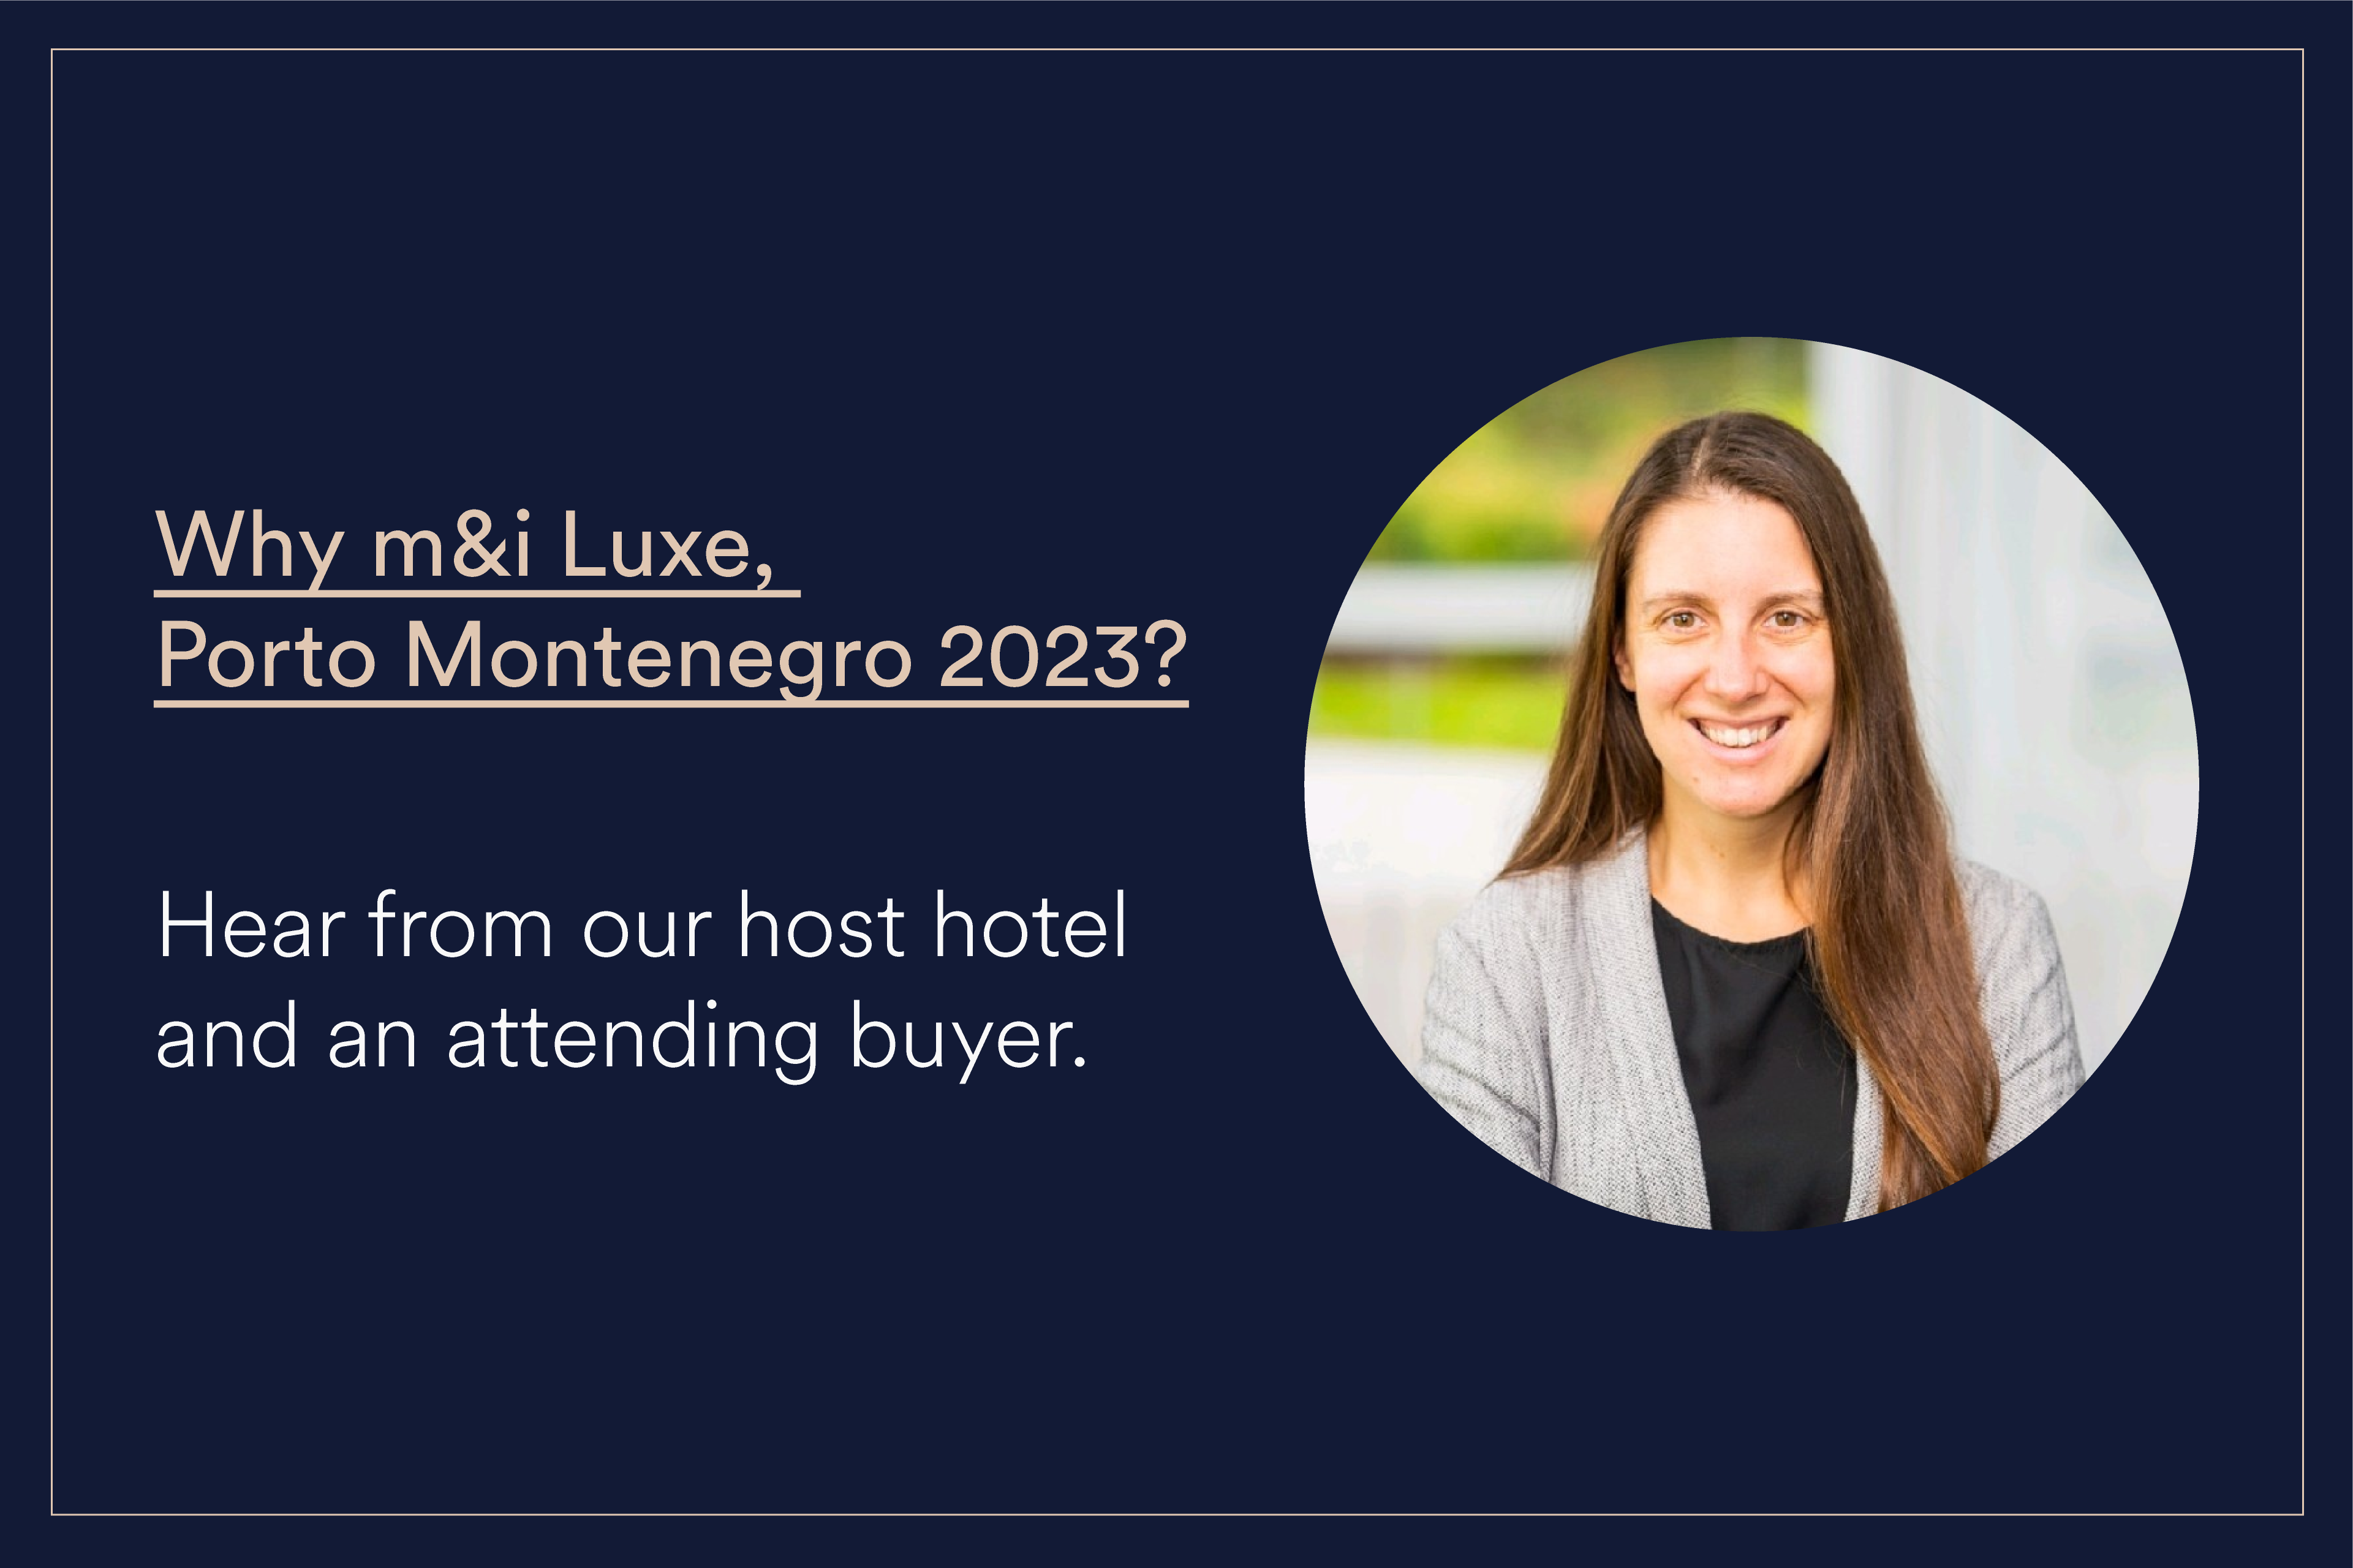 Why m&i Luxe,
Porto Montenegro 2023?
Hear from our host hotel
and an attending buyer.